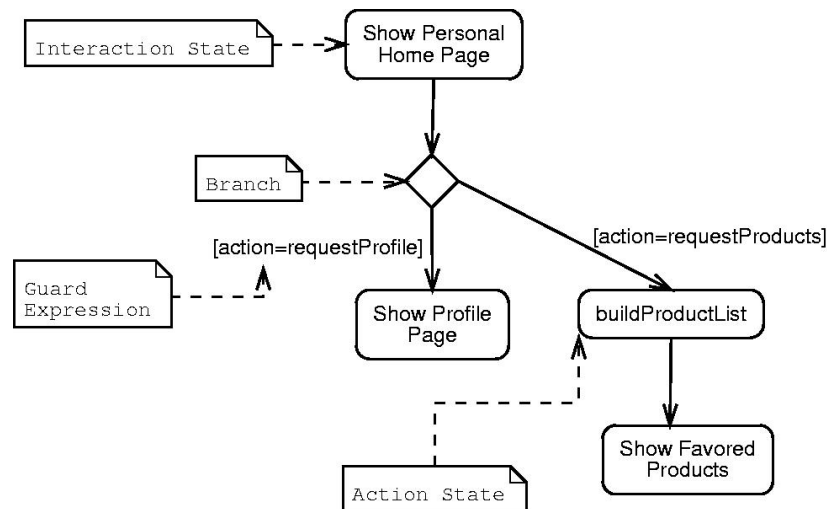 Show Personal
Home Page
Interaction State
Branch
[action=requestProfile]
[action=requestProducts]
Guard
Expression
Show Profile
Page
buildProductList
Show Favored
Products
Action State